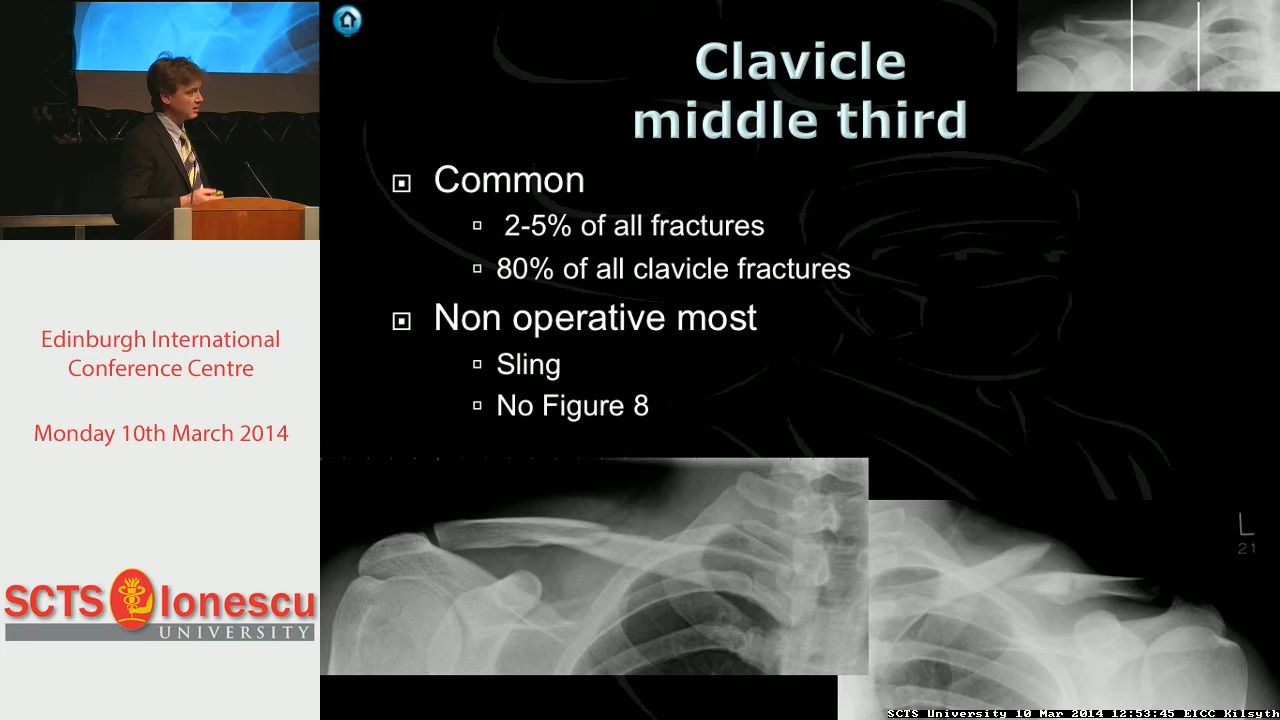 Clavicle
middle third
Common
2-5% of all fractures
80% of all clavicle fractures
Non operative most
Sling
No Figure 8
Edinburgh International
Conference Centre
Monday 10th March 2014
SCTS Ionescu
UNIVERSITY
L
21
SCTS University 10 Mar 2014 12:53:45 EICC Kilsyth